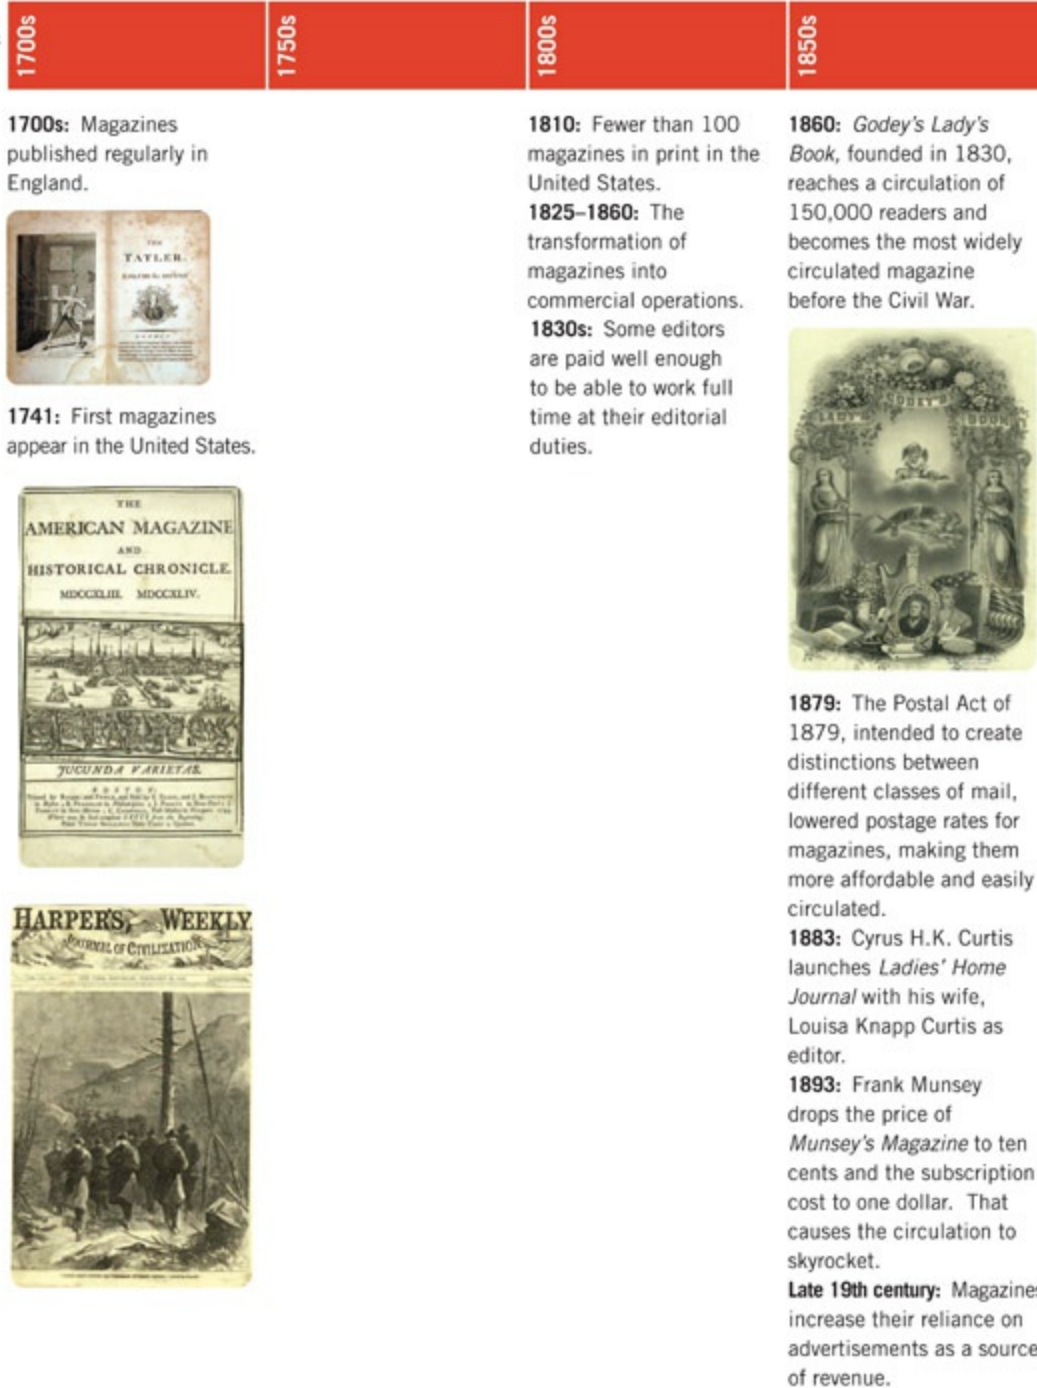 1700s
1750s
1800s
1850s
1700s: Magazines
published regularly in
England.
THE
TATLER.
1741: First magazines
appear in the United States.
THE
AMERICAN MAGAZINE
AND
HISTORICAL CHRONICLE.
MDCCXLIII. MDCCXLIV.
JUCUNDA VARIETAS.
HARPER'S WEEKLY
JOURNAL OF CIVILIZATION
1810: Fewer than 100
magazines in print in the
United States.
1825–1860: The
transformation of
magazines into
commercial operations.
1830s: Some editors
are paid well enough
to be able to work full
time at their editorial
duties.
1860: Godey's Lady's
Book, founded in 1830,
reaches a circulation of
150,000 readers and
becomes the most widely
circulated magazine
before the Civil War.
LADY'S GODEY'S BOOK
1879: The Postal Act of
1879, intended to create
distinctions between
different classes of mail,
lowered postage rates for
magazines, making them
more affordable and easily
circulated.
1883: Cyrus H.K. Curtis
launches Ladies' Home
Journal with his wife,
Louisa Knapp Curtis as
editor.
1893: Frank Munsey
drops the price of
Munsey's Magazine to ten
cents and the subscription
cost to one dollar. That
causes the circulation to
skyrocket.
Late 19th century: Magazines
increase their reliance on
advertisements as a source
of revenue.